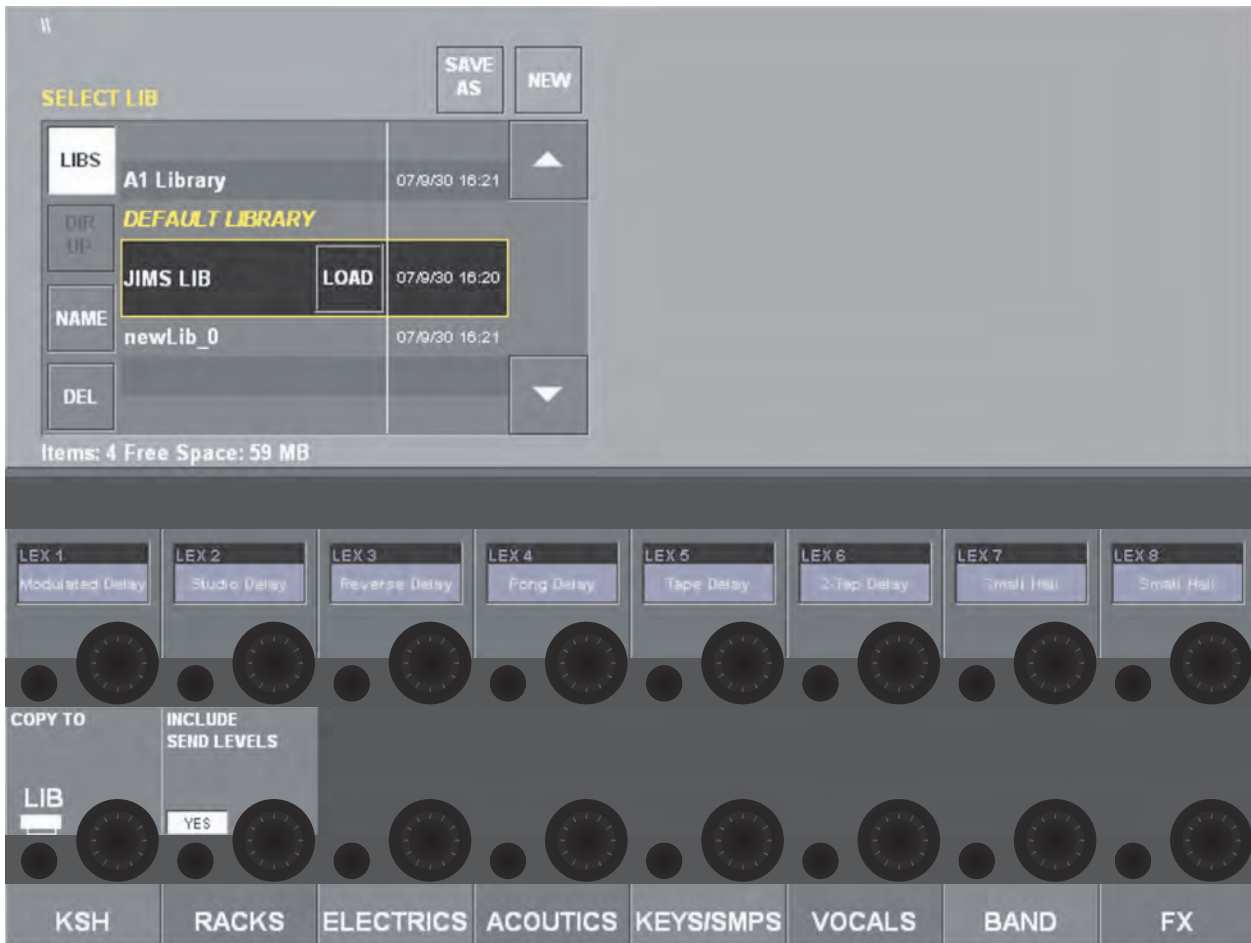 \\
SAVE AS
NEW
SELECT LIB
LIBS
A1 Library 07/9/30 16:21
DIR UP
DEFAULT LIBRARY
JIMS LIB LOAD 07/9/30 16:20
NAME
newLib_0 07/9/30 16:21
DEL
Items: 4 Free Space: 59 MB
LEX 1 LEX 2 LEX 3 LEX 4 LEX 5 LEX 6 LEX 7 LEX 8
Modulated Delay Studio Delay Reverse Delay Pong Delay Tape Delay 2-Tap Delay Small Hall Small Hall
COPY TO
INCLUDE
SEND LEVELS
LIB
YES
KSH RACKS ELECTRICS ACOUTICS KEYS/SMPS VOCALS BAND FX